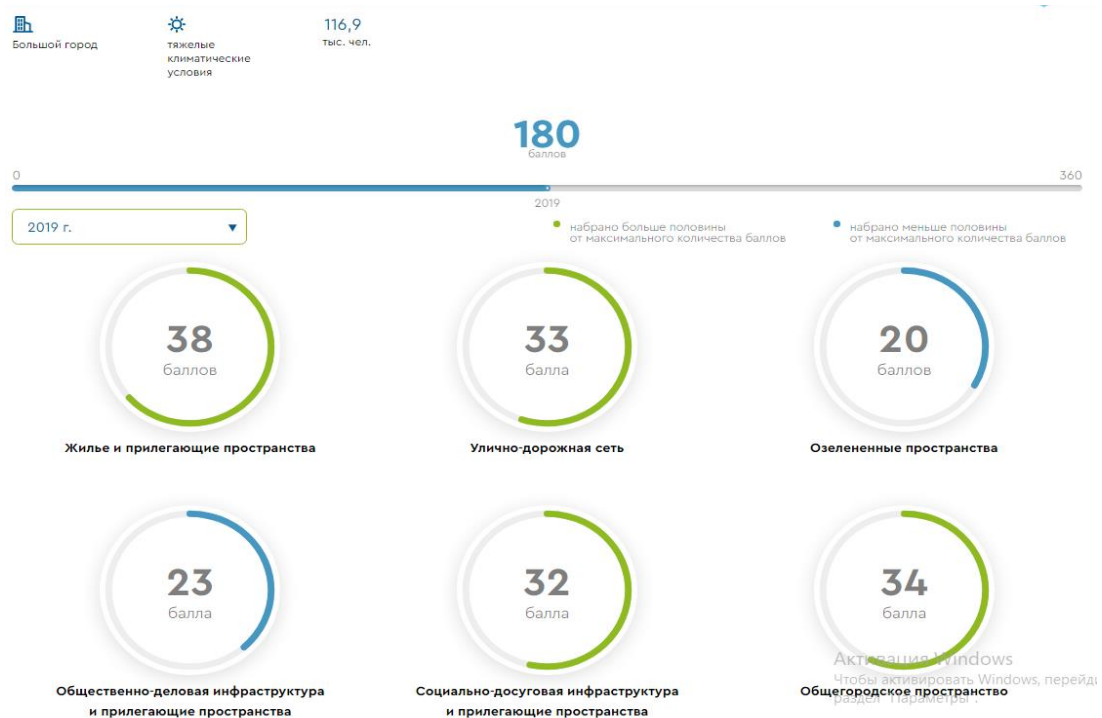 Большой город
тяжелые
климатические
условия
116,9
тыс. чел.
180
баллов
0
360
2019
2019 г.
набрано больше половины
от максимального количества баллов
набрано меньше половины
от максимального количества баллов
38
баллов
Жилье и прилегающие пространства
33
балла
Улично-дорожная сеть
20
баллов
Озелененные пространства
23
балла
Общественно-деловая инфраструктура
и прилегающие пространства
32
балла
Социально-досуговая инфраструктура
и прилегающие пространства
34
балла
Общегородское пространство
Активация Windows
Чтобы активировать Windows, перейди
раздел "Параметры".